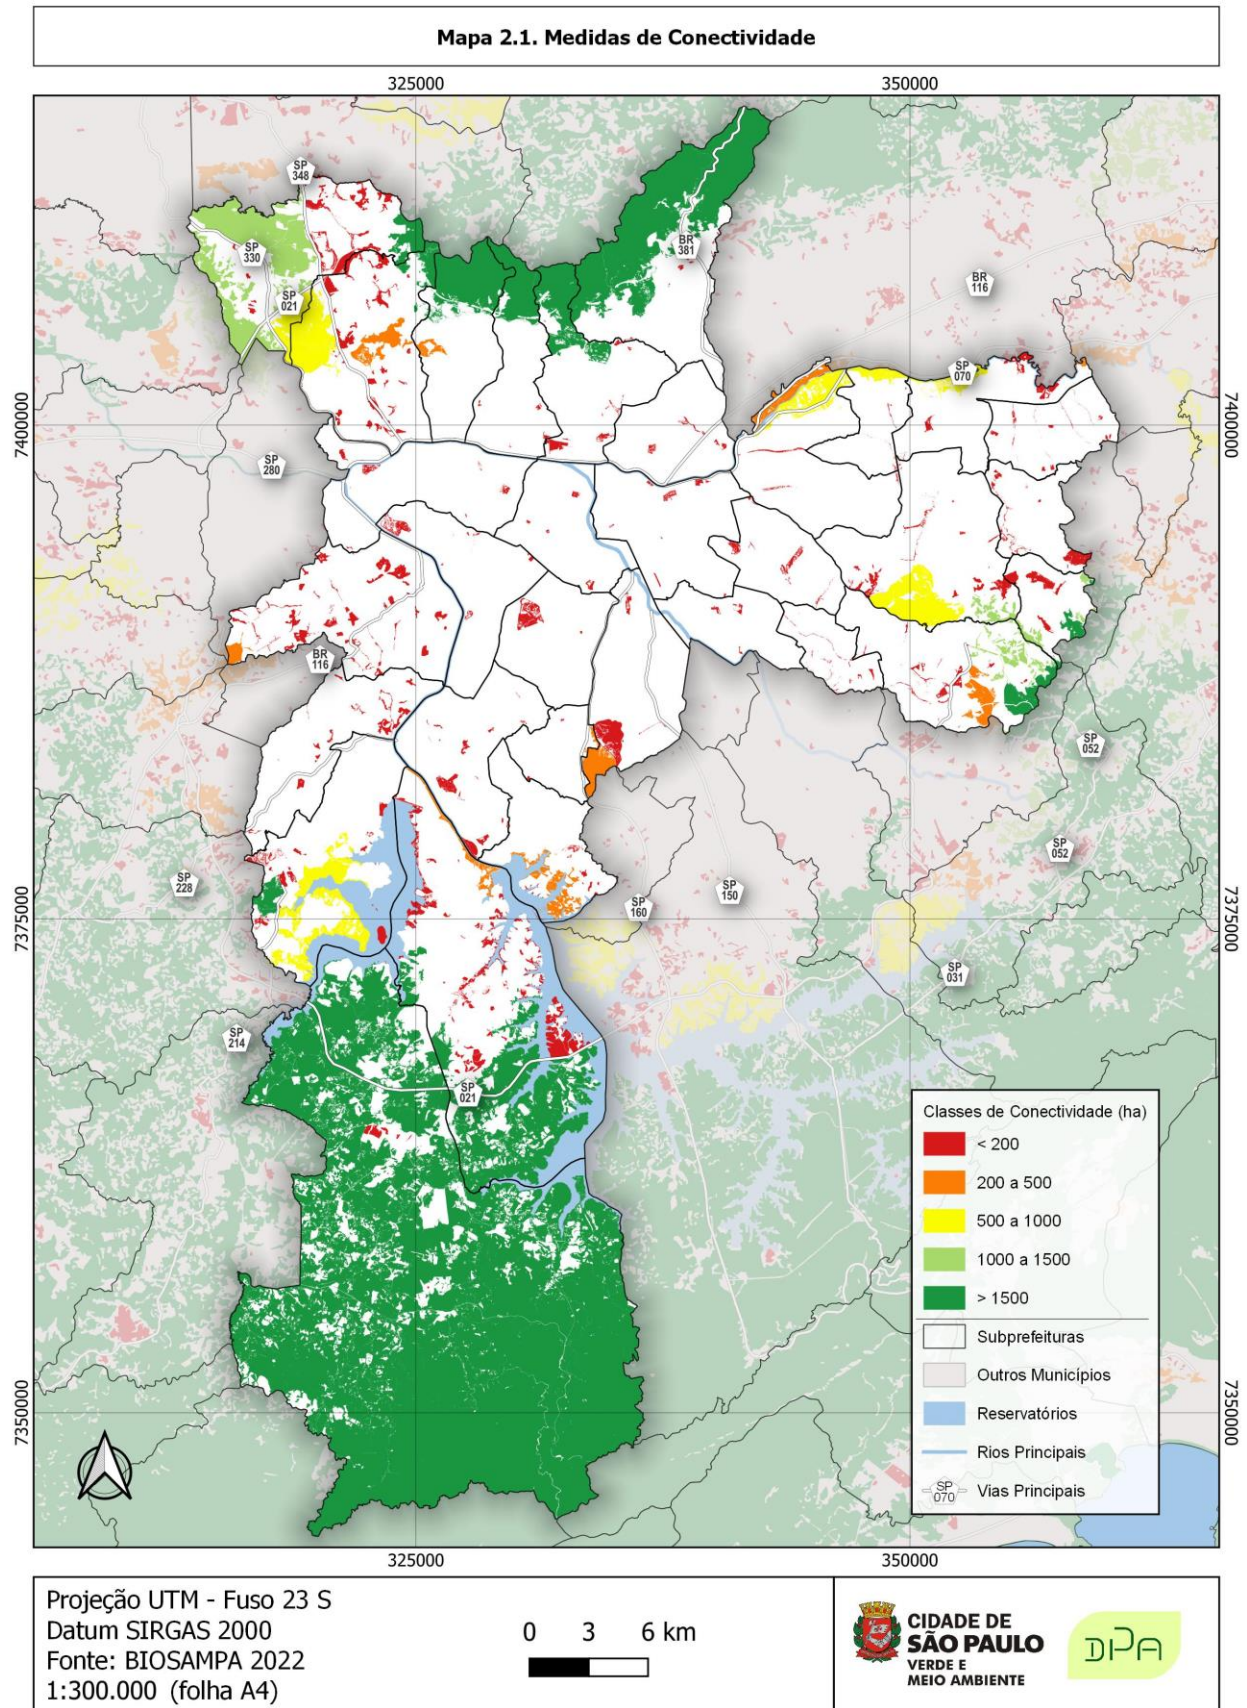 Mapa 2.1. Medidas de Conectividade
325000
350000
SP
348
SP
330
BR
381
SP
021
BR
116
SP
070
7400000
7400000
SP
280
BR
116
SP
052
SP
228
SP
052
SP
150
SP
160
7375000
7375000
SP
031
SP
214
SP
021
Classes de Conectividade (ha)
< 200
200 a 500
500 a 1000
1000 a 1500
> 1500
Subprefeituras
Outros Municípios
Reservatórios
Rios Principais
SP
070
Vias Principais
7350000
7350000
325000
350000
Projeção UTM - Fuso 23 S
Datum SIRGAS 2000
Fonte: BIOSAMPA 2022
1:300.000 (folha A4)
0 3 6 km
CIDADE DE
SÃO PAULO
VERDE E
MEIO AMBIENTE
DPA